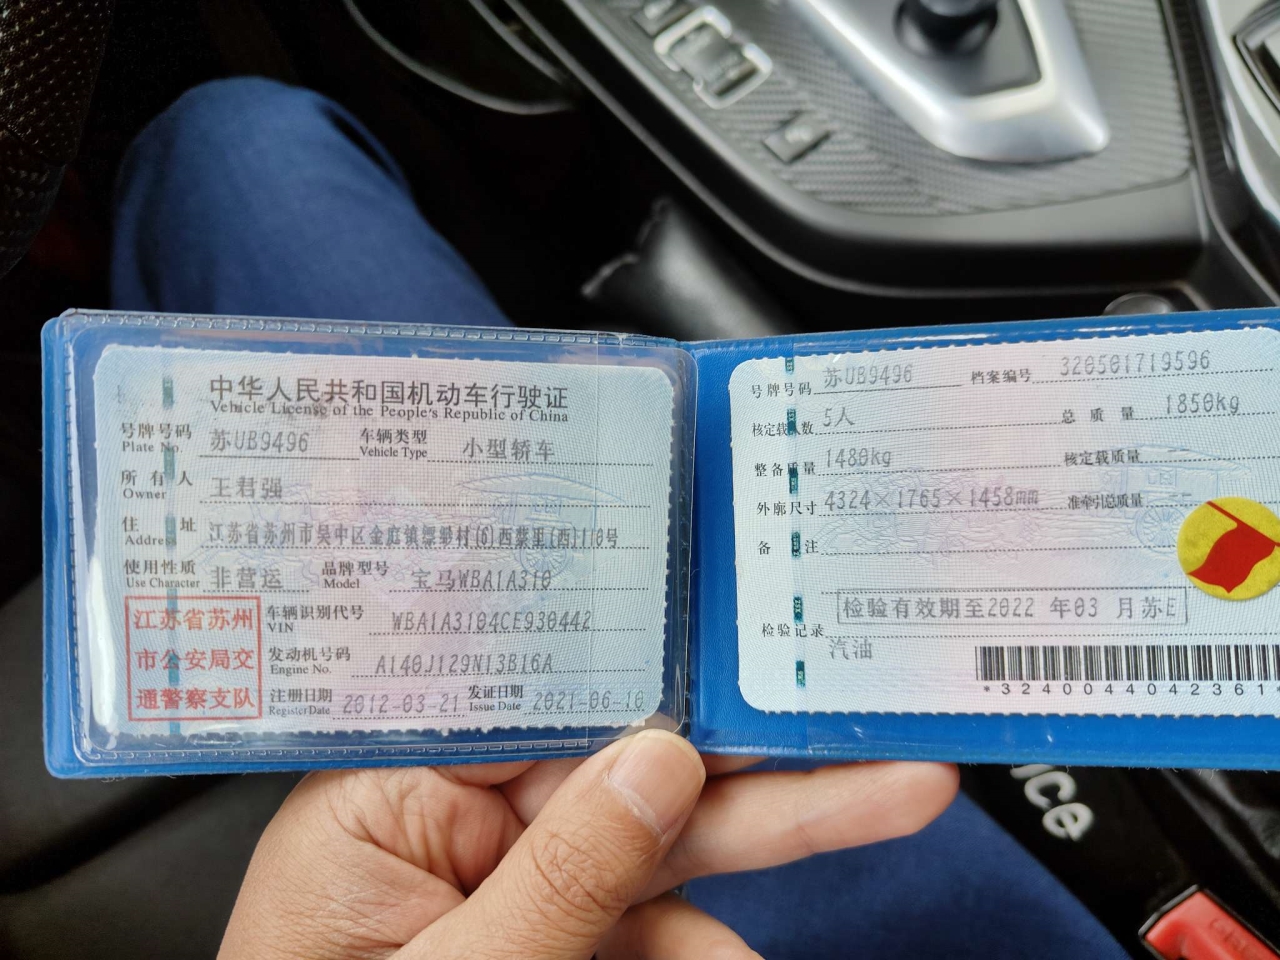 中华人民共和国机动车行驶证
Vehicle License of the People's Republic of China
号牌号码 苏UB9496 车辆类型 小型轿车
Plate No. Vehicle Type
所有人 王君强
Owner
住址 江苏省苏州市吴中区金庭镇缥缈村(6)西柴里(西)110号
Address
使用性质 非营运 品牌型号 宝马WBA1A310
Use Character Model
江苏省苏州
市公安局交
通警察支队
车辆识别代号 WBA1A3104CE930442
VIN
发动机号码 A140J129N13B16A
Engine No.
注册日期 2012-03-21 发证日期 2021-06-10
Register Date Issue Date
号牌号码 苏UB9496 档案编号 320501719596
核定载人数 5人 总质量 1850kg
整备质量 1480kg 核定载质量
外廓尺寸 4324×1765×1458mm 准牵引总质量
备注
检验有效期至2022 年03 月苏E
检验记录
汽油
*3240044042361